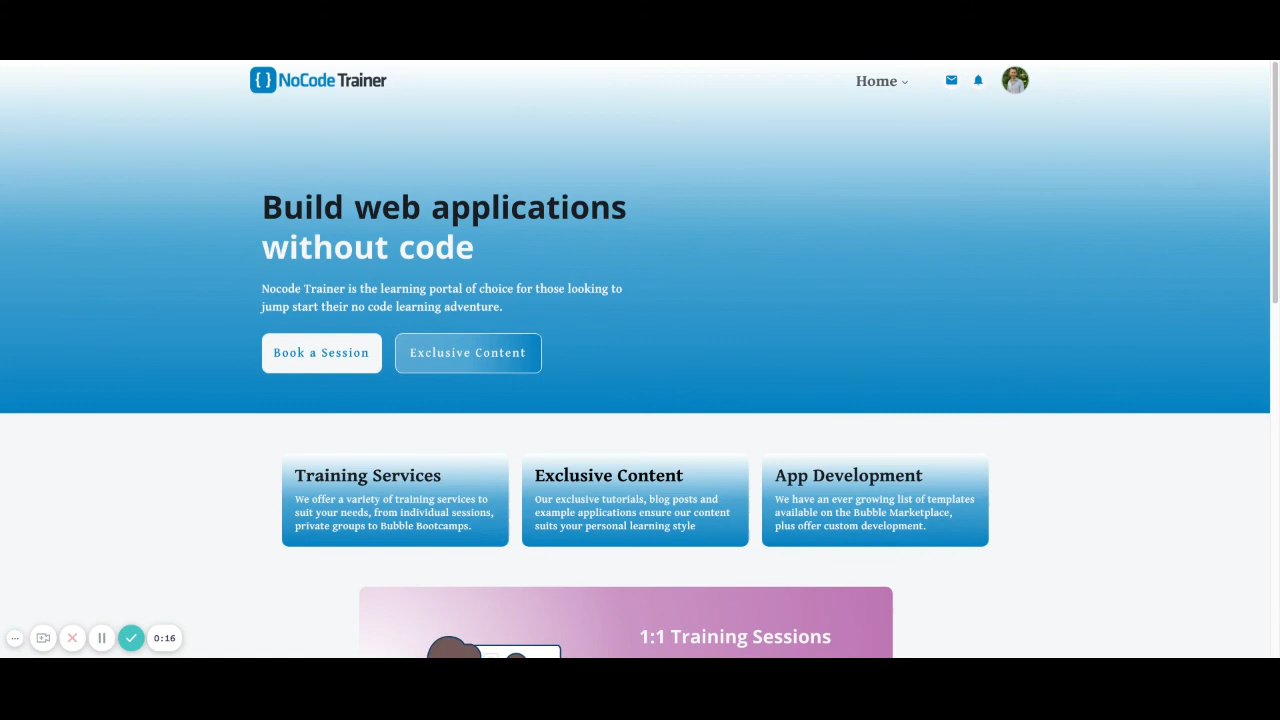 { } NoCode Trainer
Home
Build web applications
without code
Nocode Trainer is the learning portal of choice for those looking to
jump start their no code learning adventure.
Book a Session
Exclusive Content
Training Services
We offer a variety of training services to
suit your needs, from individual sessions,
private groups to Bubble Bootcamps.
Exclusive Content
Our exclusive tutorials, blog posts and
example applications ensure our content
suits your personal learning style
App Development
We have an ever growing list of templates
available on the Bubble Marketplace,
plus offer custom development.
1:1 Training Sessions
0:16